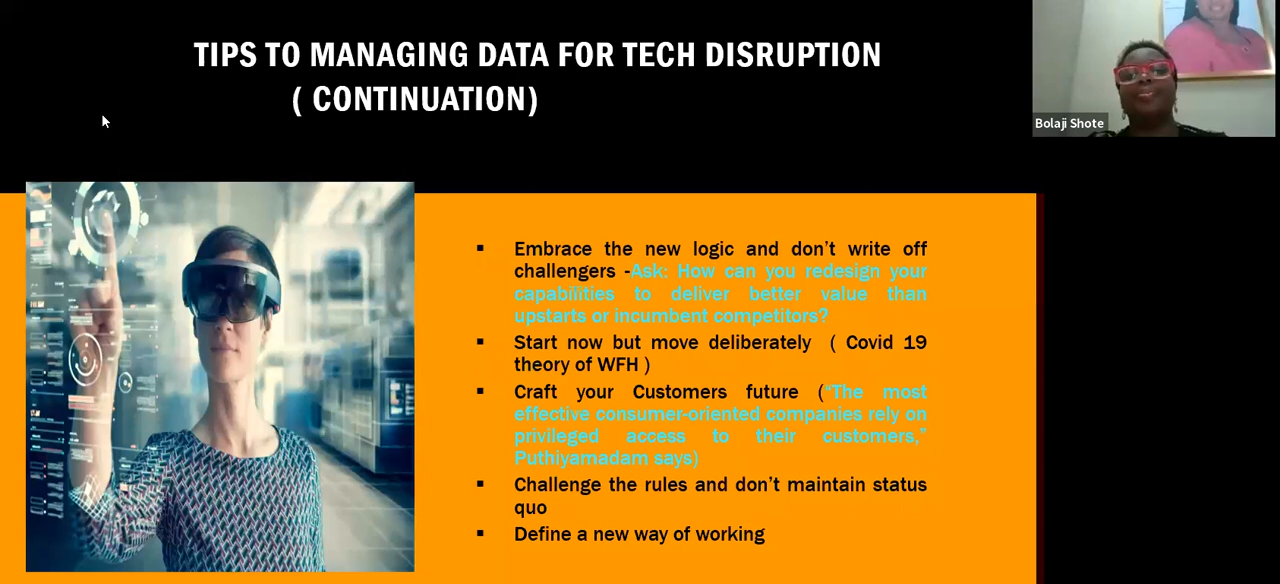 TIPS TO MANAGING DATA FOR TECH DISRUPTION
( CONTINUATION)
Bolaji Shote
▪ Embrace the new logic and don't write off
challengers -Ask: How can you redesign your
capabilities to deliver better value than
upstarts or incumbent competitors?
▪ Start now but move deliberately ( Covid 19
theory of WFH )
▪ Craft your Customers future (“The most
effective consumer-oriented companies rely on
privileged access to their customers,”
Puthiyamadam says)
▪ Challenge the rules and don't maintain status
quo
▪ Define a new way of working